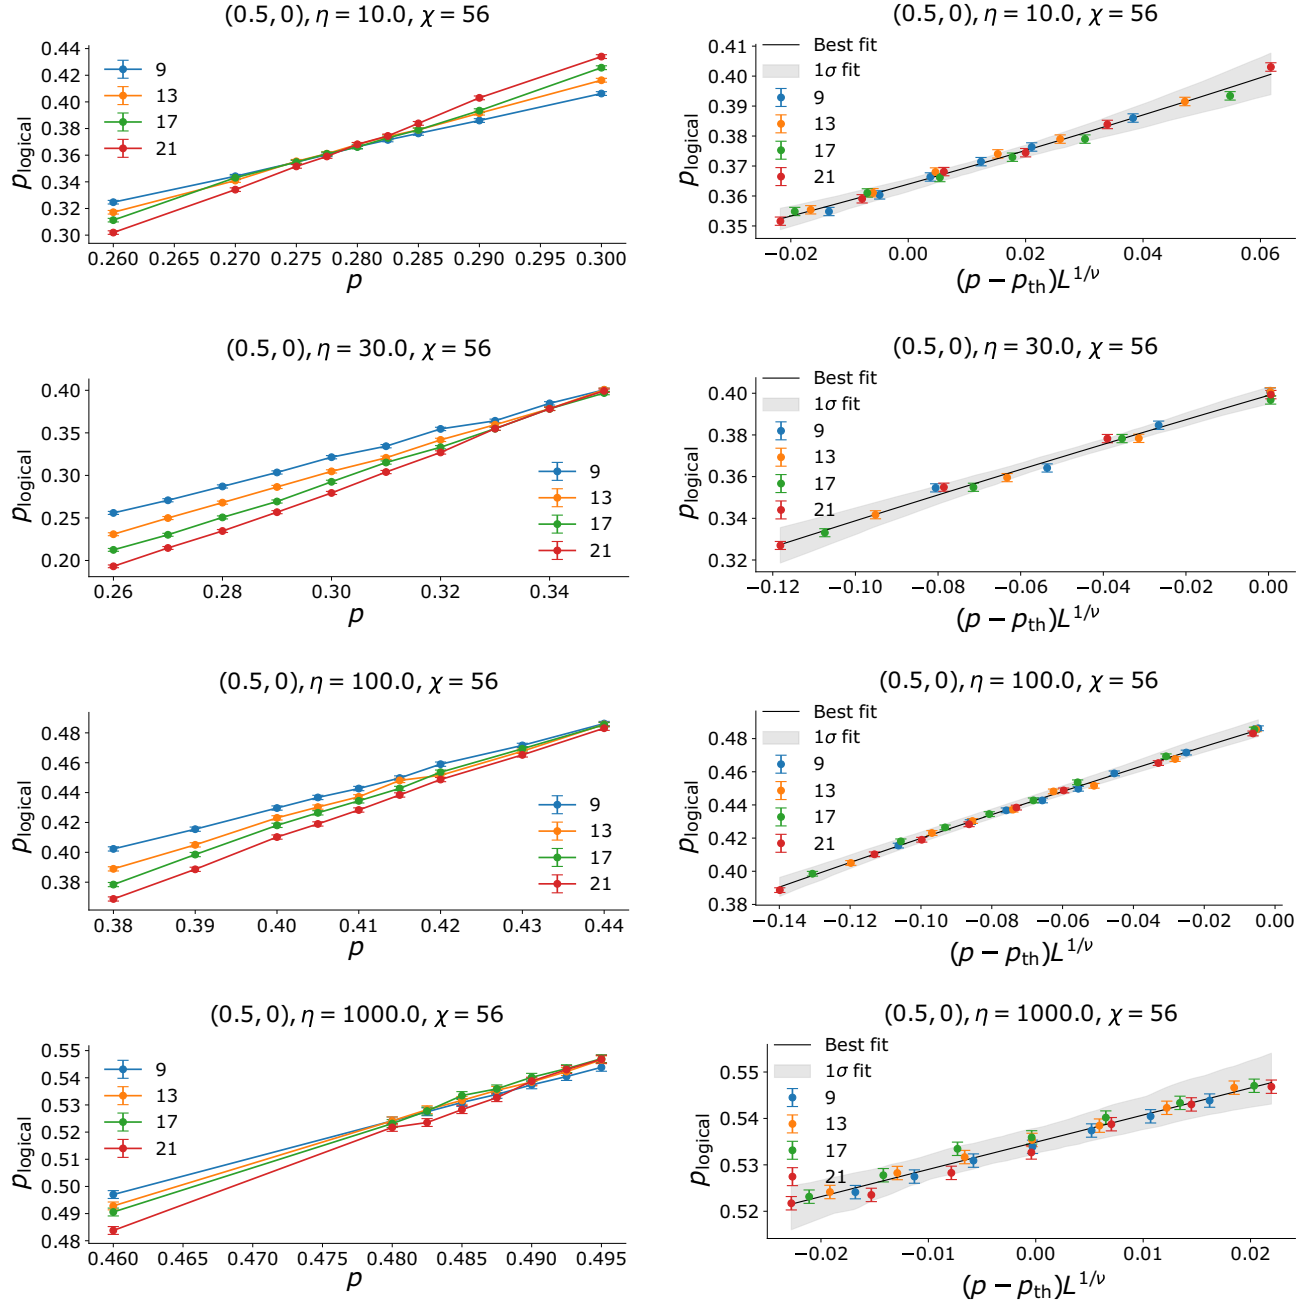 (0.5, 0), η = 10.0, χ = 56
p_logical
0.44
0.42
0.40
0.38
0.36
0.34
0.32
0.30
9
13
17
21
0.260 0.265 0.270 0.275 0.280 0.285 0.290 0.295 0.300
p
(0.5, 0), η = 10.0, χ = 56
p_logical
0.41
0.40
0.39
0.38
0.37
0.36
0.35
Best fit
1σ fit
9
13
17
21
−0.02 0.00 0.02 0.04 0.06
(p − p_th)L^{1/ν}
(0.5, 0), η = 30.0, χ = 56
p_logical
0.40
0.35
0.30
0.25
0.20
9
13
17
21
0.26 0.28 0.30 0.32 0.34
p
(0.5, 0), η = 30.0, χ = 56
p_logical
0.40
0.38
0.36
0.34
0.32
Best fit
1σ fit
9
13
17
21
−0.12 −0.10 −0.08 −0.06 −0.04 −0.02 0.00
(p − p_th)L^{1/ν}
(0.5, 0), η = 100.0, χ = 56
p_logical
0.48
0.46
0.44
0.42
0.40
0.38
9
13
17
21
0.38 0.39 0.40 0.41 0.42 0.43 0.44
p
(0.5, 0), η = 100.0, χ = 56
p_logical
0.48
0.46
0.44
0.42
0.40
0.38
Best fit
1σ fit
9
13
17
21
−0.14 −0.12 −0.10 −0.08 −0.06 −0.04 −0.02 0.00
(p − p_th)L^{1/ν}
(0.5, 0), η = 1000.0, χ = 56
p_logical
0.55
0.54
0.53
0.52
0.51
0.50
0.49
0.48
9
13
17
21
0.460 0.465 0.470 0.475 0.480 0.485 0.490 0.495
p
(0.5, 0), η = 1000.0, χ = 56
p_logical
0.55
0.54
0.53
0.52
Best fit
1σ fit
9
13
17
21
−0.02 −0.01 0.00 0.01 0.02
(p − p_th)L^{1/ν}